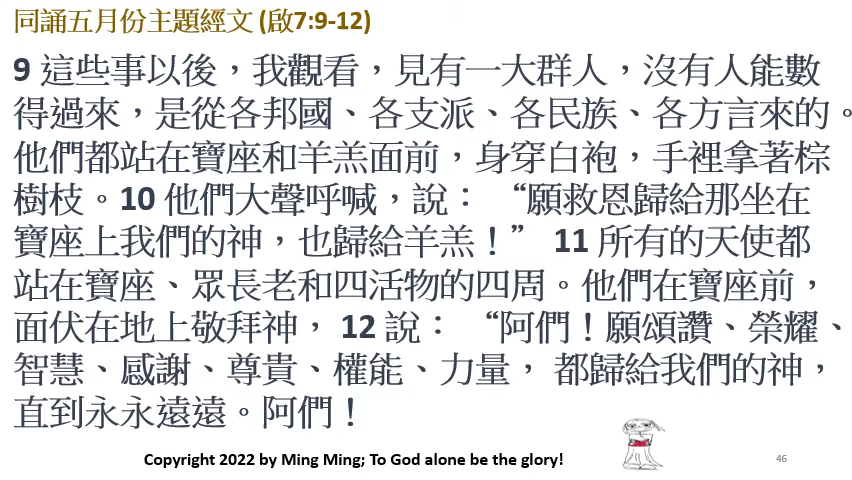 同誦五月份主題經文 (啟7:9-12)
9 這些事以後，我觀看，見有一大群人，沒有人能數
得過來，是從各邦國、各支派、各民族、各方言來的。
他們都站在寶座和羊羔面前，身穿白袍，手裡拿著棕
樹枝。10 他們大聲呼喊，說： “願救恩歸給那坐在
寶座上我們的神，也歸給羊羔！” 11 所有的天使都
站在寶座、眾長老和四活物的四周。他們在寶座前，
面伏在地上敬拜神， 12 說： “阿們！願頌讚、榮耀、
智慧、感謝、尊貴、權能、力量， 都歸給我們的神，
直到永永遠遠。阿們！
Copyright 2022 by Ming Ming; To God alone be the glory!
46